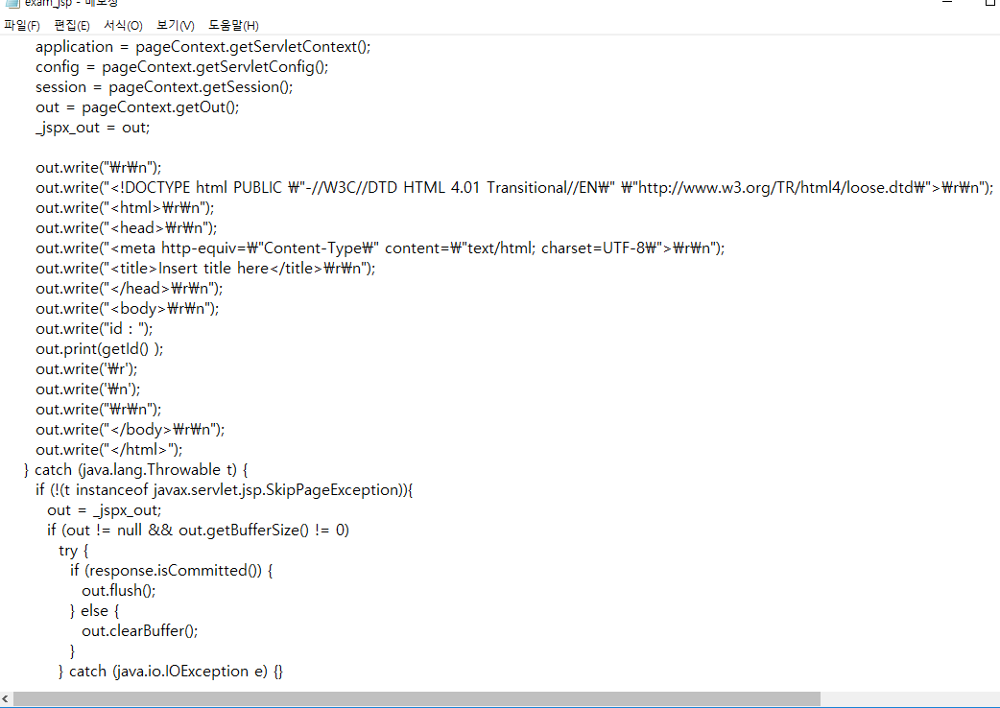 exam_jsp - 메모장
파일(F) 편집(E) 서식(O) 보기(V) 도움말(H)
application = pageContext.getServletContext();
config = pageContext.getServletConfig();
session = pageContext.getSession();
out = pageContext.getOut();
_jspx_out = out;

out.write("₩r₩n");
out.write("<!DOCTYPE html PUBLIC ₩"-//W3C//DTD HTML 4.01 Transitional//EN₩" ₩"http://www.w3.org/TR/html4/loose.dtd₩">₩r₩n");
out.write("<html>₩r₩n");
out.write("<head>₩r₩n");
out.write("<meta http-equiv=₩"Content-Type₩" content=₩"text/html; charset=UTF-8₩">₩r₩n");
out.write("<title>Insert title here</title>₩r₩n");
out.write("</head>₩r₩n");
out.write("<body>₩r₩n");
out.write("id : ");
out.print(getId() );
out.write('₩r');
out.write('₩n');
out.write("₩r₩n");
out.write("</body>₩r₩n");
out.write("</html>");
} catch (java.lang.Throwable t) {
if (!(t instanceof javax.servlet.jsp.SkipPageException)){
out = _jspx_out;
if (out != null && out.getBufferSize() != 0)
try {
if (response.isCommitted()) {
out.flush();
} else {
out.clearBuffer();
}
} catch (java.io.IOException e) {}